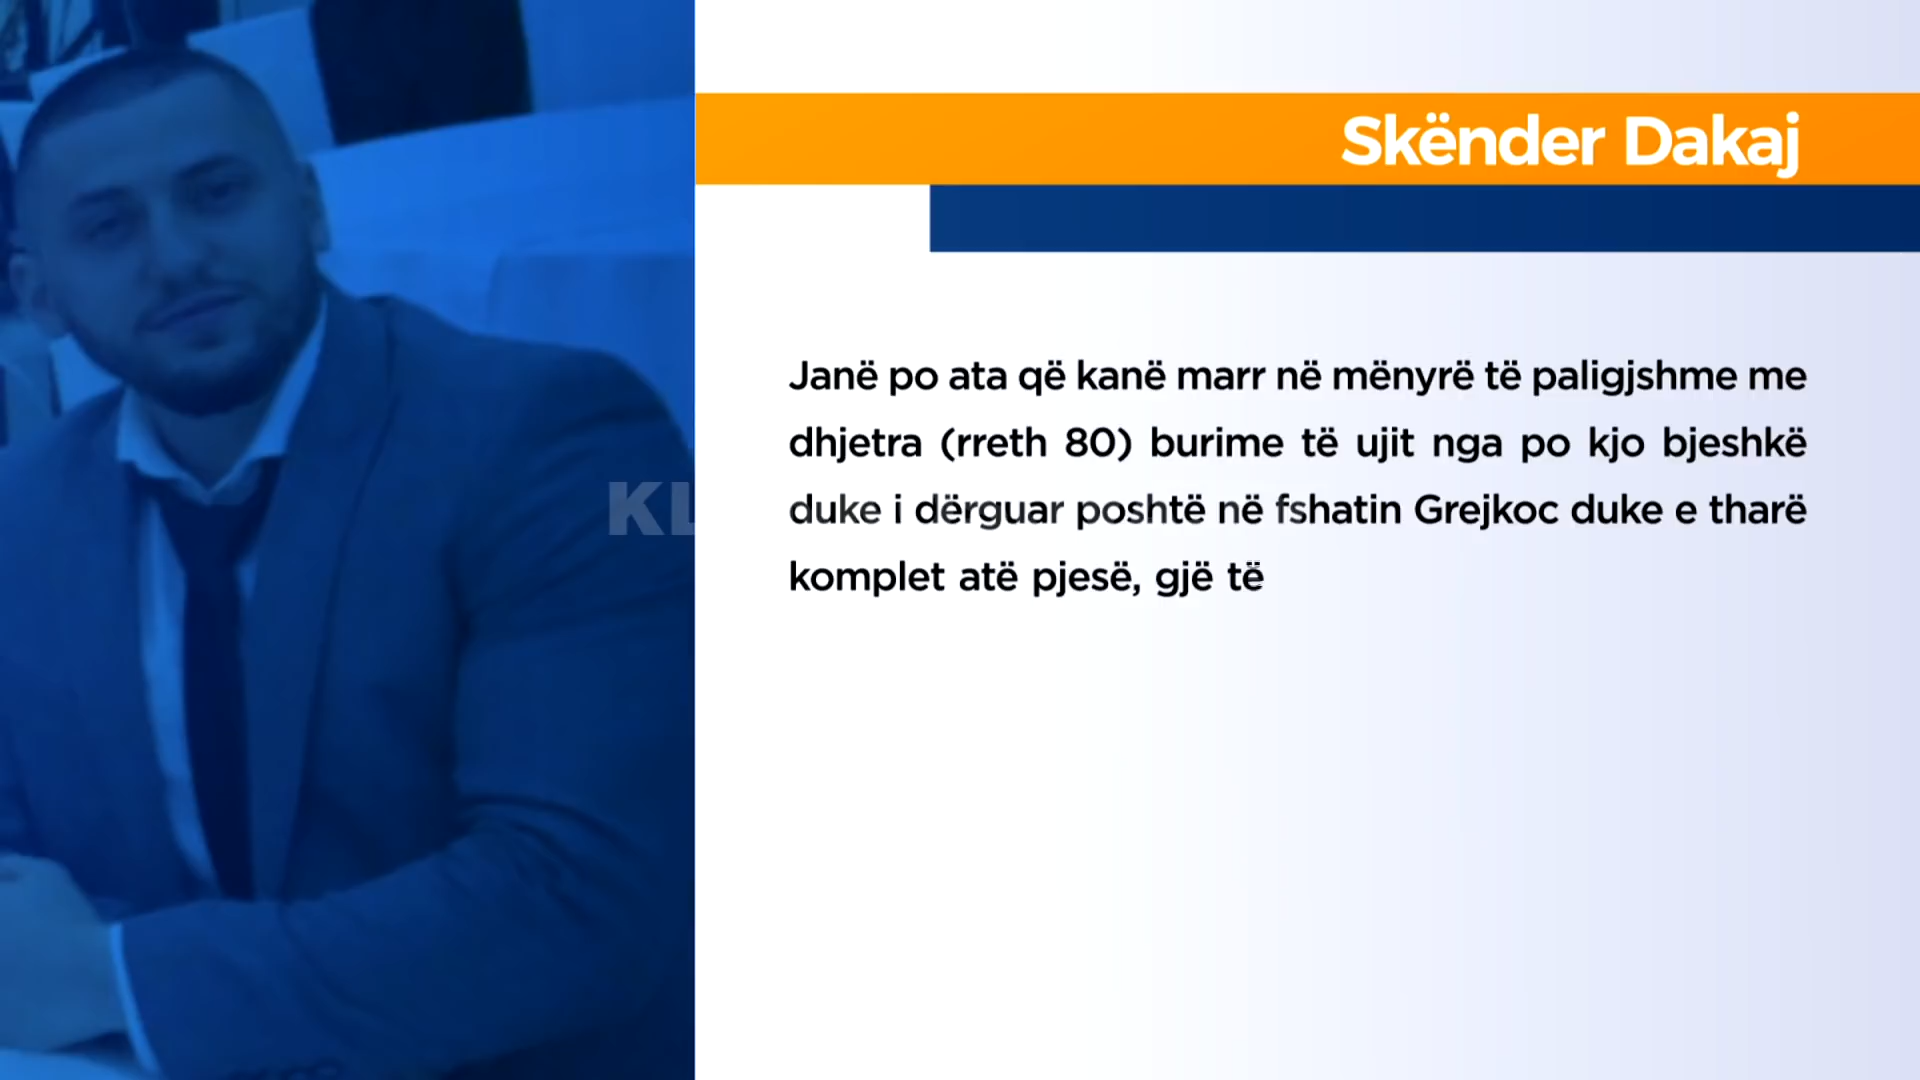 Skënder Dakaj
Janë po ata që kanë marr në mënyrë të paligjshme me
dhjetra (rreth 80) burime të ujit nga po kjo bjeshkë
duke i dërguar poshtë në fshatin Grejkoc duke e tharë
komplet atë pjesë, gjë të
KL